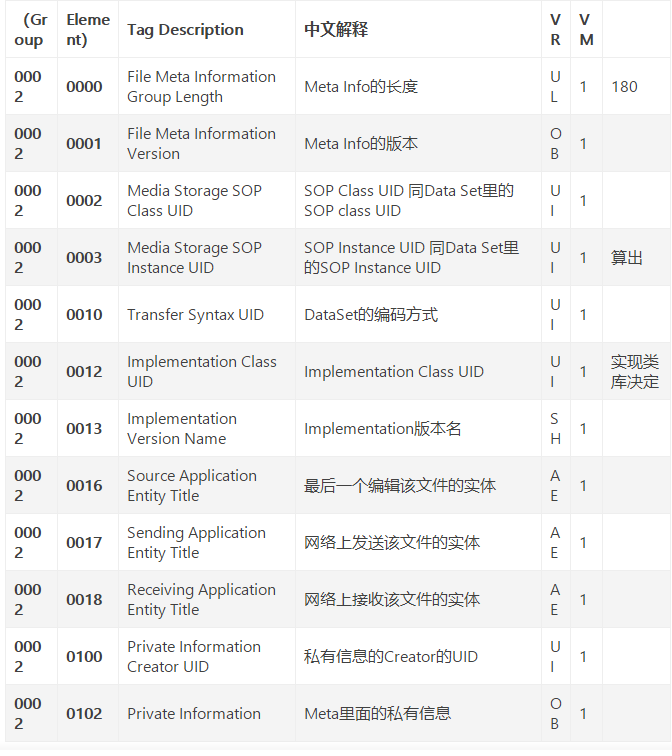 （Group Element） Tag Description 中文解释 VR VM
0002 0000 File Meta Information Group Length Meta Info的长度 UL 1 180
0002 0001 File Meta Information Version Meta Info的版本 OB 1
0002 0002 Media Storage SOP Class UID SOP Class UID 同Data Set里的SOP class UID UI 1
0002 0003 Media Storage SOP Instance UID SOP Instance UID 同Data Set里的SOP Instance UID UI 1 算出
0002 0010 Transfer Syntax UID DataSet的编码方式 UI 1
0002 0012 Implementation Class UID Implementation Class UID UI 1 实现类库决定
0002 0013 Implementation Version Name Implementation版本名 SH 1
0002 0016 Source Application Entity Title 最后一个编辑该文件的实体 AE 1
0002 0017 Sending Application Entity Title 网络上发送该文件的实体 AE 1
0002 0018 Receiving Application Entity Title 网络上接收该文件的实体 AE 1
0002 0100 Private Information Creator UID 私有信息的Creator的UID UI 1
0002 0102 Private Information Meta里面的私有信息 OB 1